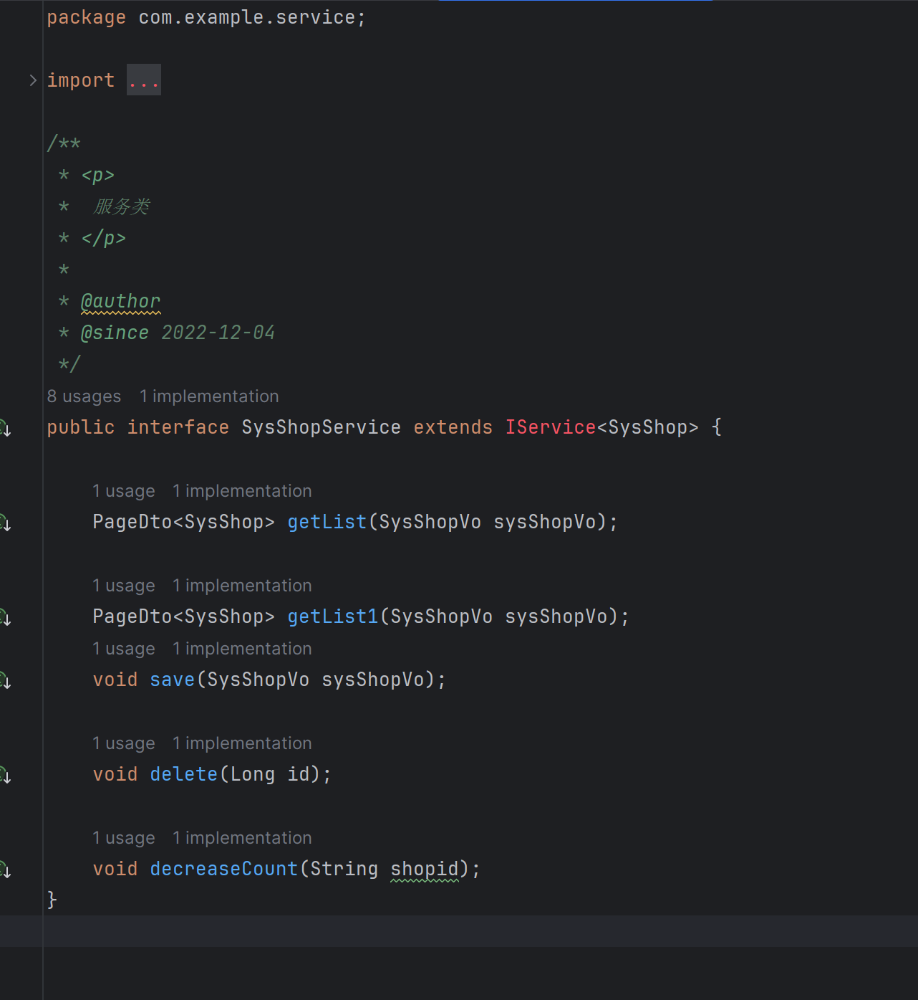 package com.example.service;
import ...
/**
 * <p>
 *  服务类
 * </p>
 *
 * @author
 * @since 2022-12-04
 */
8 usages   1 implementation
public interface SysShopService extends IService<SysShop> {
1 usage   1 implementation
PageDto<SysShop> getList(SysShopVo sysShopVo);
1 usage   1 implementation
PageDto<SysShop> getList1(SysShopVo sysShopVo);
1 usage   1 implementation
void save(SysShopVo sysShopVo);
1 usage   1 implementation
void delete(Long id);
1 usage   1 implementation
void decreaseCount(String shopid);
}